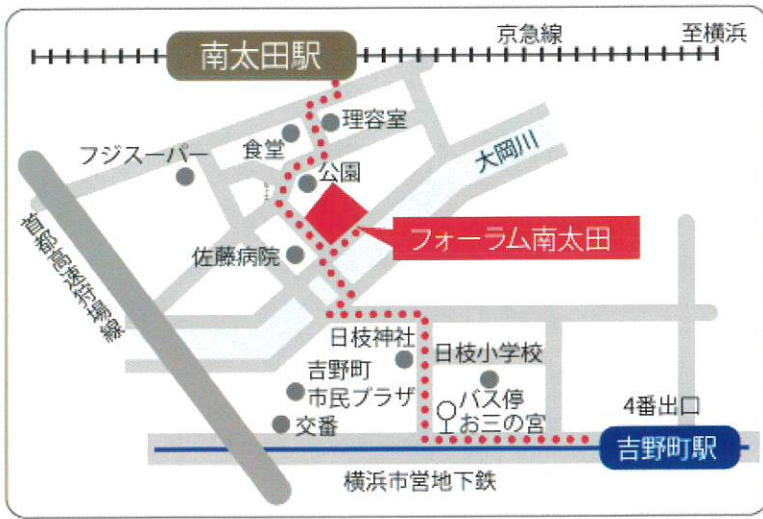 京急線
至横浜
南太田駅
理容室
食堂
フジスーパー
公園
大岡川
フォーラム南太田
佐藤病院
首都高速狩場線
日枝神社
吉野町
市民プラザ
交番
日枝小学校
バス停
お三の宮
4番出口
吉野町駅
横浜市営地下鉄